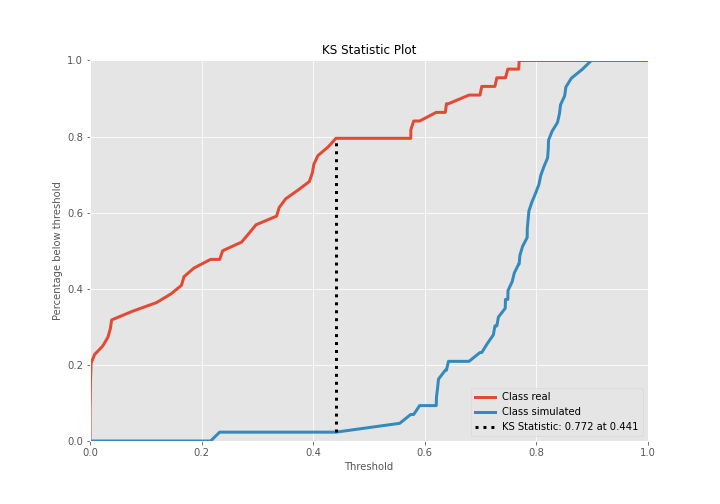 KS Statistic Plot
1.0
0.8
0.6
0.4
0.2
0.0
Percentage below threshold
0.0 0.2 0.4 0.6 0.8 1.0
Threshold
Class real
Class simulated
KS Statistic: 0.772 at 0.441